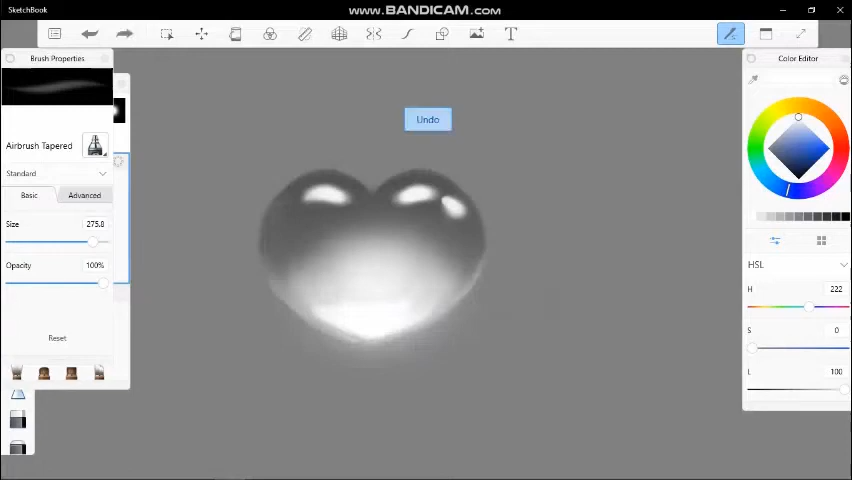 SketchBook
www.BANDICAM.com
T
Brush Properties
Color Editor
Undo
Airbrush Tapered
Standard
Basic
Advanced
Size
275.8
Opacity
100%
Reset
HSL
H
222
S
0
L
100